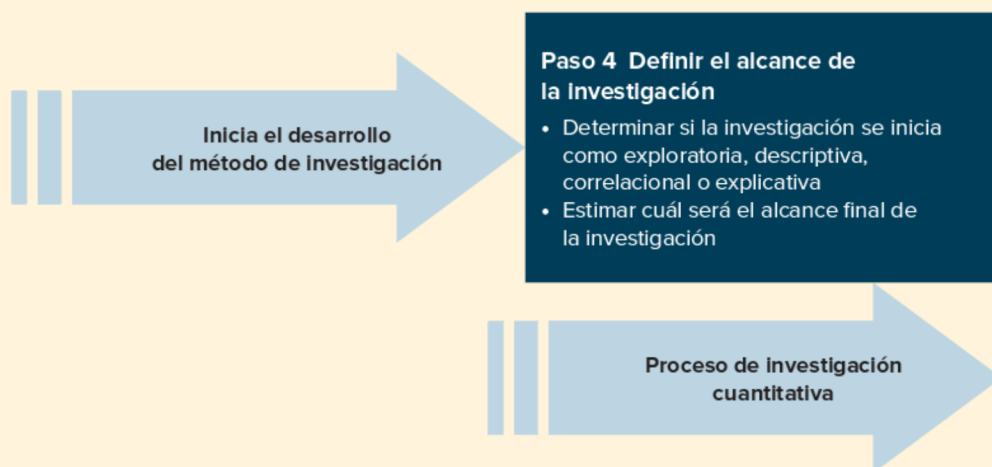 Inicia el desarrollo
del método de investigación
Paso 4 Definir el alcance de
la investigación
• Determinar si la investigación se inicia
como exploratoria, descriptiva,
correlacional o explicativa
• Estimar cuál será el alcance final de
la investigación
Proceso de investigación
cuantitativa